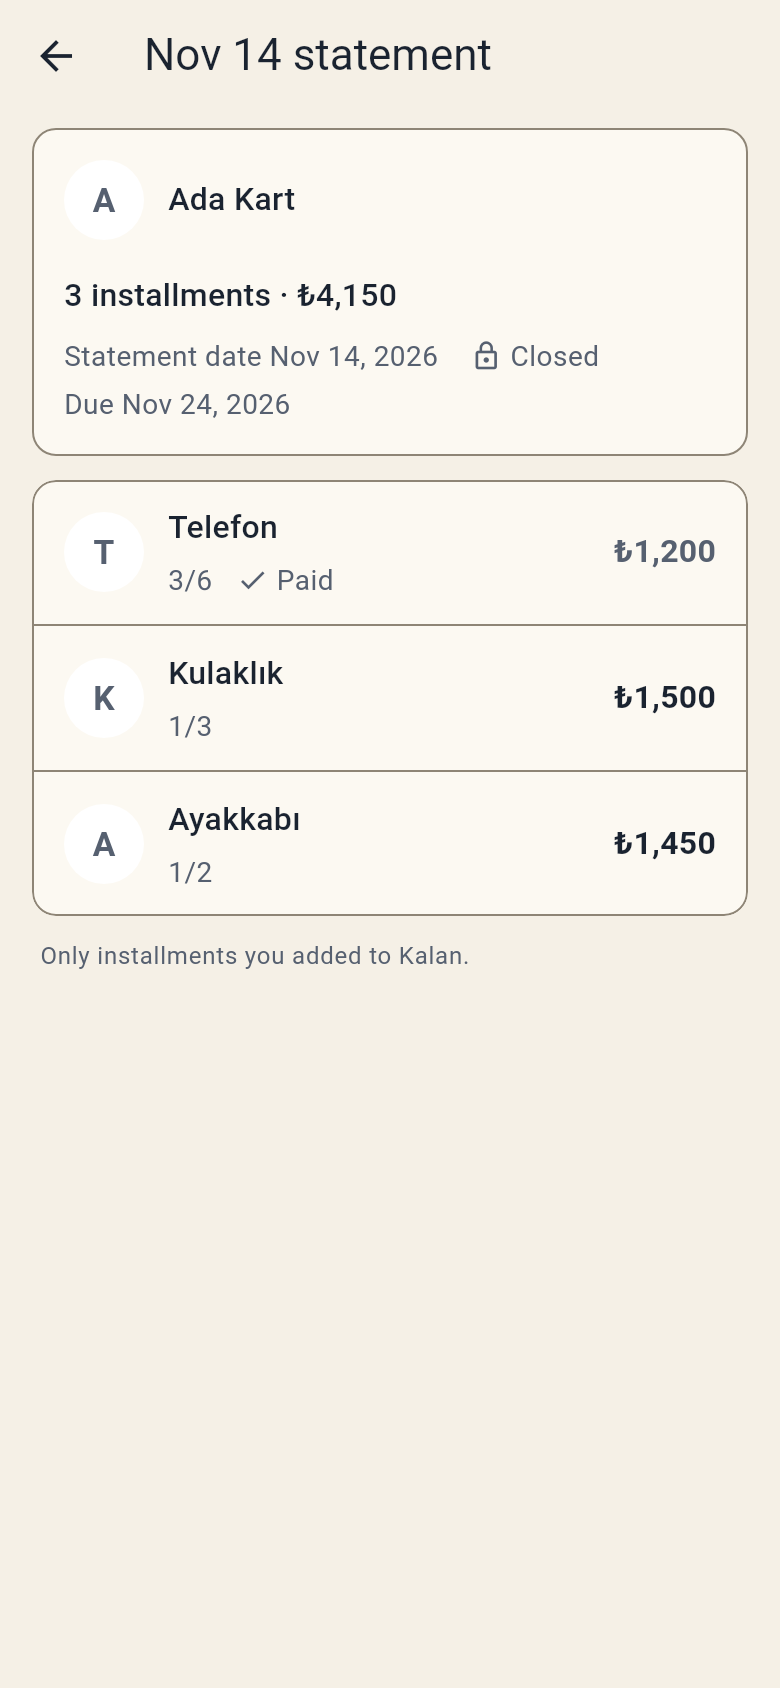 Nov 14 statement
A
Ada Kart
3 installments · ₺4,150
Statement date Nov 14, 2026 Closed
Due Nov 24, 2026
T
Telefon
3/6 Paid
₺1,200
K
Kulaklık
1/3
₺1,500
A
Ayakkabı
1/2
₺1,450
Only installments you added to Kalan.